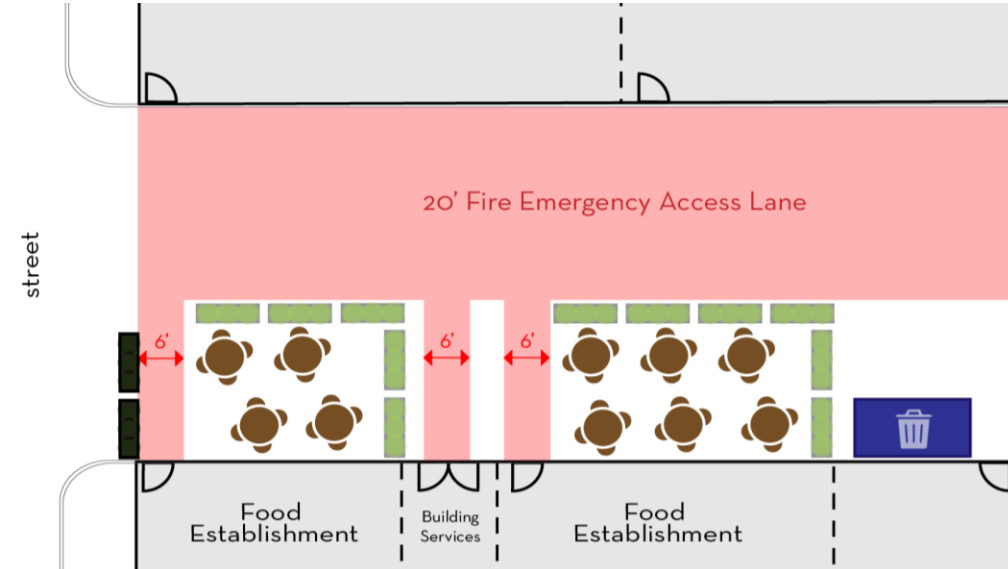 20’ Fire Emergency Access Lane
street
6’
6’
6’
Food
Establishment
Building
Services
Food
Establishment